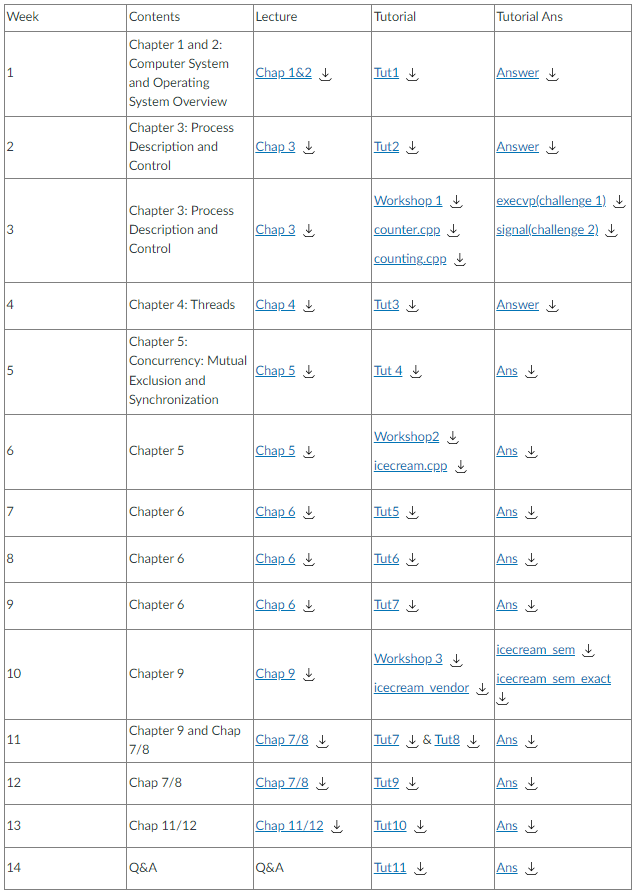 Week Contents Lecture Tutorial Tutorial Ans
1 Chapter 1 and 2:
Computer System
and Operating
System Overview Chap 1&2 Tut1 Answer
2 Chapter 3: Process
Description and
Control Chap 3 Tut2 Answer
3 Chapter 3: Process
Description and
Control Chap 3 Workshop 1
counter.cpp
counting.cpp execvp(challenge 1)
signal(challenge 2)
4 Chapter 4: Threads Chap 4 Tut3 Answer
5 Chapter 5:
Concurrency: Mutual
Exclusion and
Synchronization Chap 5 Tut 4 Ans
6 Chapter 5 Chap 5 Workshop2
icecream.cpp Ans
7 Chapter 6 Chap 6 Tut5 Ans
8 Chapter 6 Chap 6 Tut6 Ans
9 Chapter 6 Chap 6 Tut7 Ans
10 Chapter 9 Chap 9 Workshop 3
icecream_vendor icecream_sem
icecream_sem_exact
11 Chapter 9 and Chap
7/8 Chap 7/8 Tut7 & Tut8 Ans
12 Chap 7/8 Chap 7/8 Tut9 Ans
13 Chap 11/12 Chap 11/12 Tut10 Ans
14 Q&A Q&A Tut11 Ans